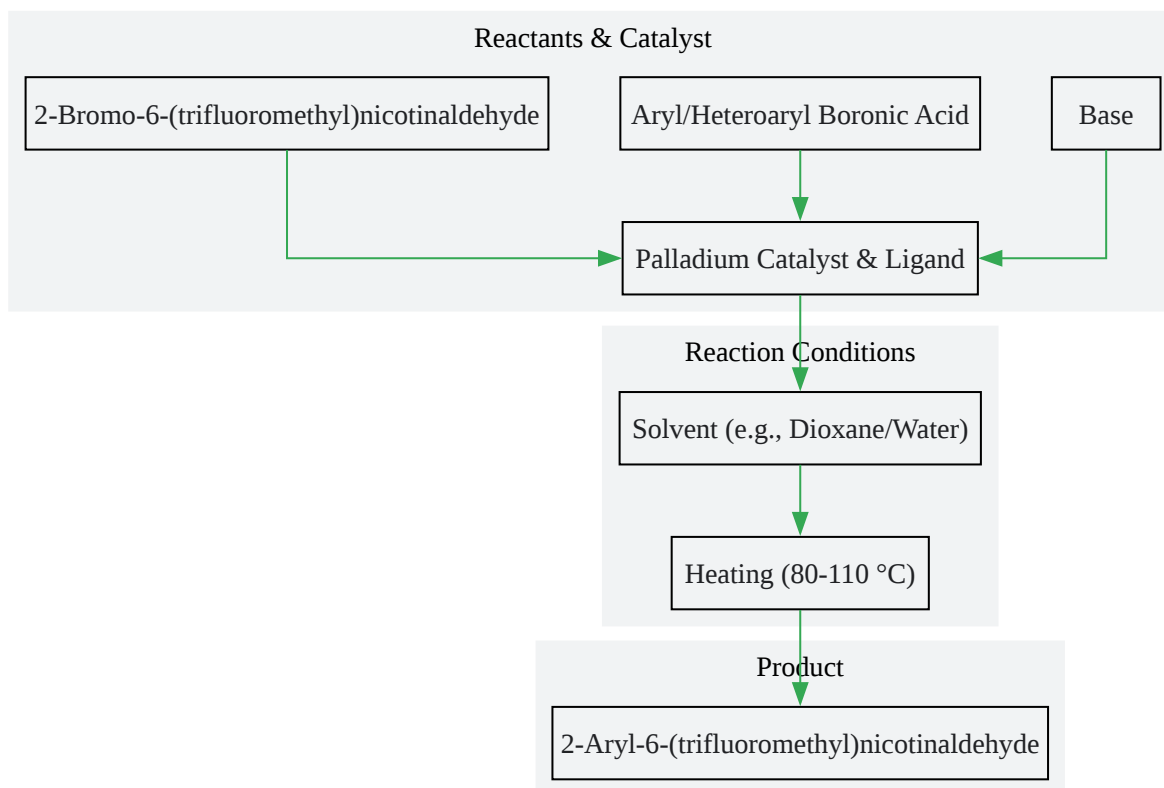 Reactants & Catalyst
2-Bromo-6-(trifluoromethyl)nicotinaldehyde
Aryl/Heteroaryl Boronic Acid
Base
Palladium Catalyst & Ligand
Reaction Conditions
Solvent (e.g., Dioxane/Water)
Heating (80-110 °C)
Product
2-Aryl-6-(trifluoromethyl)nicotinaldehyde